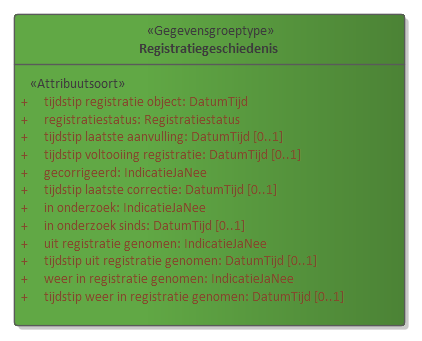 «Gegevensgroeptype»
Registratiegeschiedenis
«Attribuutsoort»
+ tijdstip registratie object: DatumTijd
+ registratiestatus: Registratiestatus
+ tijdstip laatste aanvulling: DatumTijd [0..1]
+ tijdstip voltooiing registratie: DatumTijd [0..1]
+ gecorrigeerd: IndicatieJaNee
+ tijdstip laatste correctie: DatumTijd [0..1]
+ in onderzoek: IndicatieJaNee
+ in onderzoek sinds: DatumTijd [0..1]
+ uit registratie genomen: IndicatieJaNee
+ tijdstip uit registratie genomen: DatumTijd [0..1]
+ weer in registratie genomen: IndicatieJaNee
+ tijdstip weer in registratie genomen: DatumTijd [0..1]